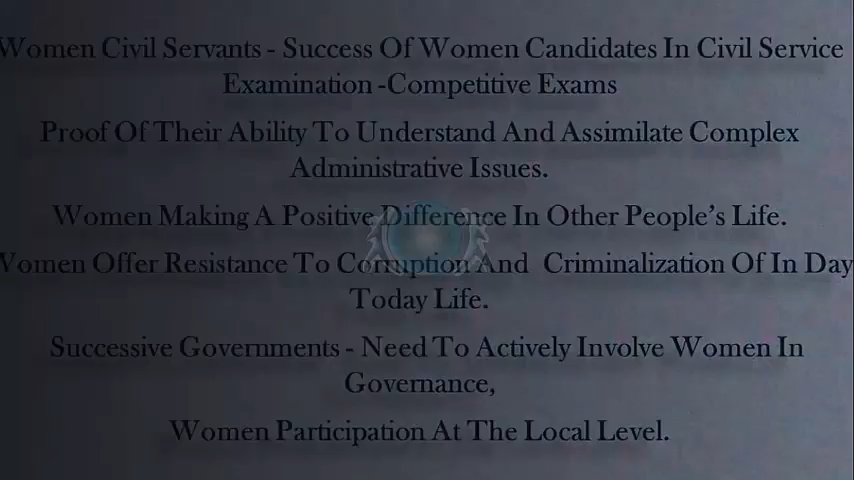 Women Civil Servants - Success Of Women Candidates In Civil Service
Examination -Competitive Exams
Proof Of Their Ability To Understand And Assimilate Complex
Administrative Issues.
Women Making A Positive Difference In Other People's Life.
Women Offer Resistance To Corruption And Criminalization Of In Day
Today Life.
Successive Governments - Need To Actively Involve Women In
Governance,
Women Participation At The Local Level.